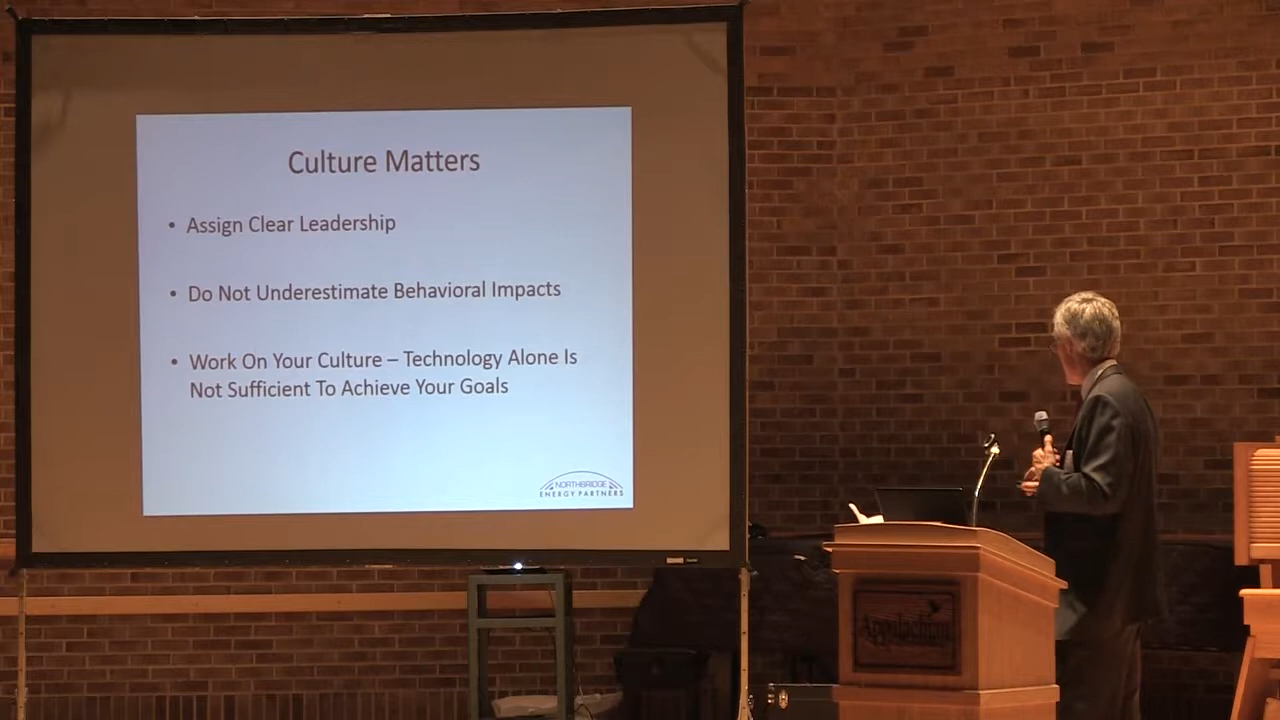 Culture Matters
• Assign Clear Leadership
• Do Not Underestimate Behavioral Impacts
• Work On Your Culture – Technology Alone Is
Not Sufficient To Achieve Your Goals
NORTHBRIDGE
ENERGY PARTNERS
Appalachian